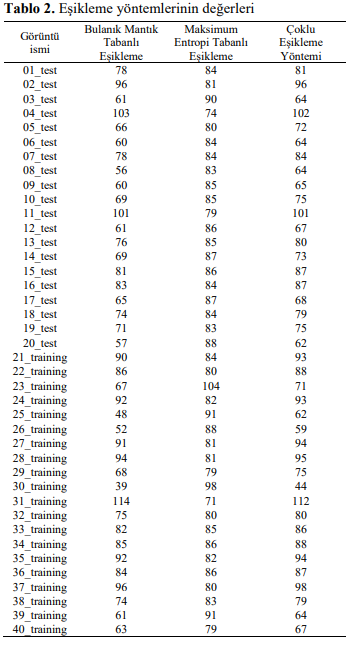 Tablo 2. Eşikleme yöntemlerinin değerleri
Görüntü ismi Bulanık Mantık Tabanlı Eşikleme Maksimum Entropi Tabanlı Eşikleme Çoklu Eşikleme Yöntemi
01_test 78 84 81
02_test 96 81 96
03_test 61 90 64
04_test 103 74 102
05_test 66 80 72
06_test 60 84 64
07_test 78 84 84
08_test 56 83 64
09_test 60 85 65
10_test 69 85 75
11_test 101 79 101
12_test 61 86 67
13_test 76 85 80
14_test 69 87 73
15_test 81 86 87
16_test 83 84 87
17_test 65 87 68
18_test 74 84 79
19_test 71 83 75
20_test 57 88 62
21_training 90 84 93
22_training 86 80 88
23_training 67 104 71
24_training 92 82 93
25_training 48 91 62
26_training 52 88 59
27_training 91 81 94
28_training 94 81 95
29_training 68 79 75
30_training 39 98 44
31_training 114 71 112
32_training 75 80 80
33_training 82 85 86
34_training 85 86 88
35_training 92 82 94
36_training 84 86 87
37_training 96 80 98
38_training 74 83 79
39_training 61 91 64
40_training 63 79 67